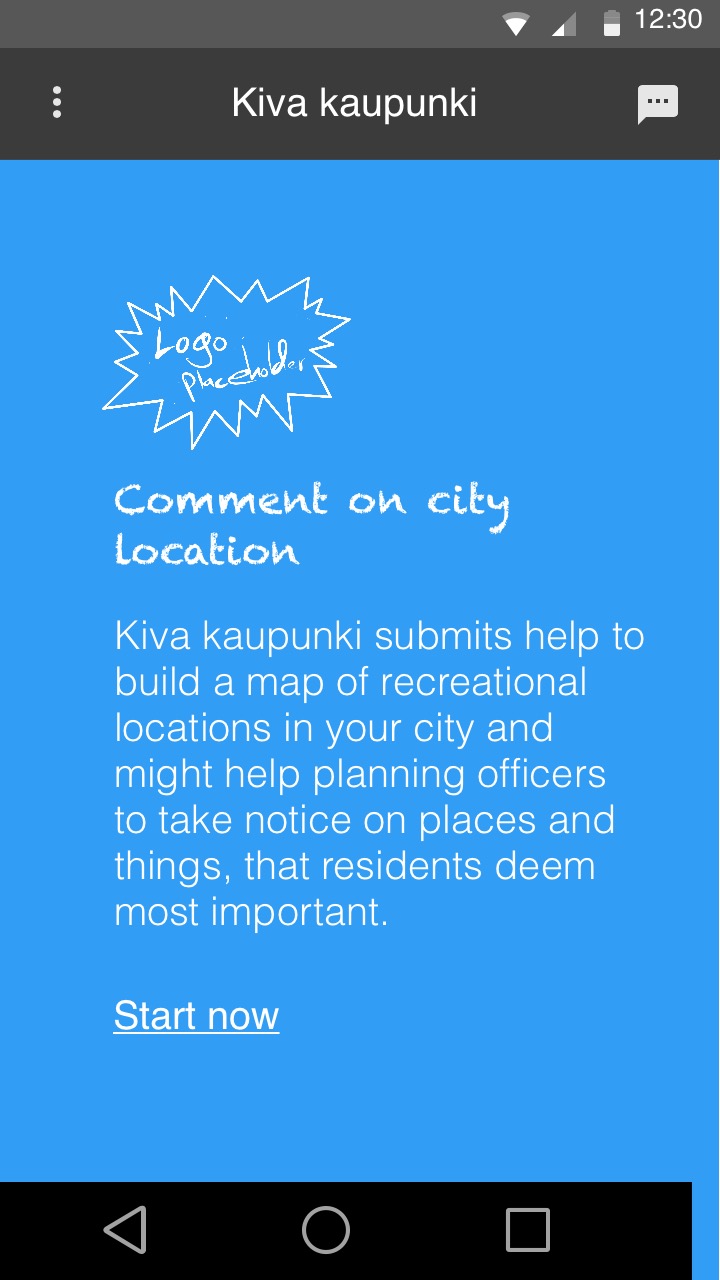 12:30
Kiva kaupunki
Logo
placeholder
Comment on city
location
Kiva kaupunki submits help to
build a map of recreational
locations in your city and
might help planning officers
to take notice on places and
things, that residents deem
most important.
Start now